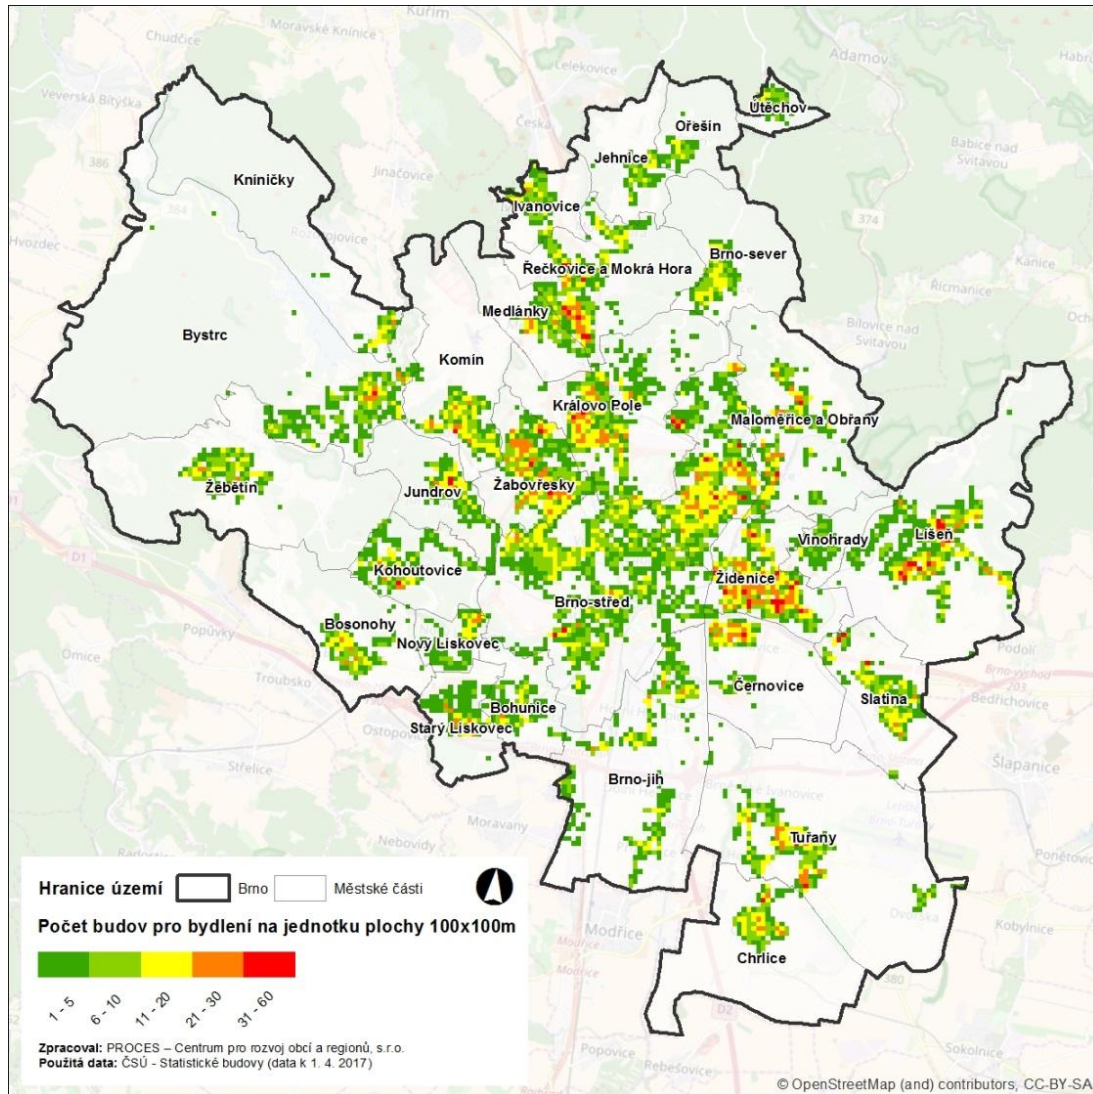 Kuřim
Moravské Knínice
Chudčice
Lelekovice
Adamov
Veverská Bítýška
Česká
Útěchov
Ořešín
Babice nad
Svitavou
386
Jinačovice
Jehnice
Kníničky
Ivanovice
384
374
Hvozdec
Kanice
Brno-sever
Řečkovice a Mokrá Hora
Řícmanice
Medlánky
Bílovice nad
Svitavou
Bystrc
Komín
Královo Pole
Maloměřice a Obřany
Žebětín
Jundrov
Žabovřesky
Vinohrady
Líšeň
D1
Kohoutovice
Židenice
Brno-střed
Bosonohy
Popůvky
Nový Lískovec
Podolí
Omice
Troubsko
Černovice
Brno-východ
203
Bedřichovice
Slatina
Bohunice
Starý Lískovec
Ostopovice
Střelice
Brno-jih
Šlapanice
Moravany
Nebovidy
Tuřany
Ponětovice
Dvorska
Modřice
Modřice
Chrlice
380
D2
Kobylnice
Sokolnice
Popovice
Rebešovice
Hranice území Brno Městské části
Počet budov pro bydlení na jednotku plochy 100x100m
1 - 5 6 - 10 11 - 20 21 - 30 31 - 60
Zpracoval: PROCES – Centrum pro rozvoj obcí a regionů, s.r.o.
Použitá data: ČSÚ - Statistické budovy (data k 1. 4. 2017)
© OpenStreetMap (and) contributors, CC-BY-SA